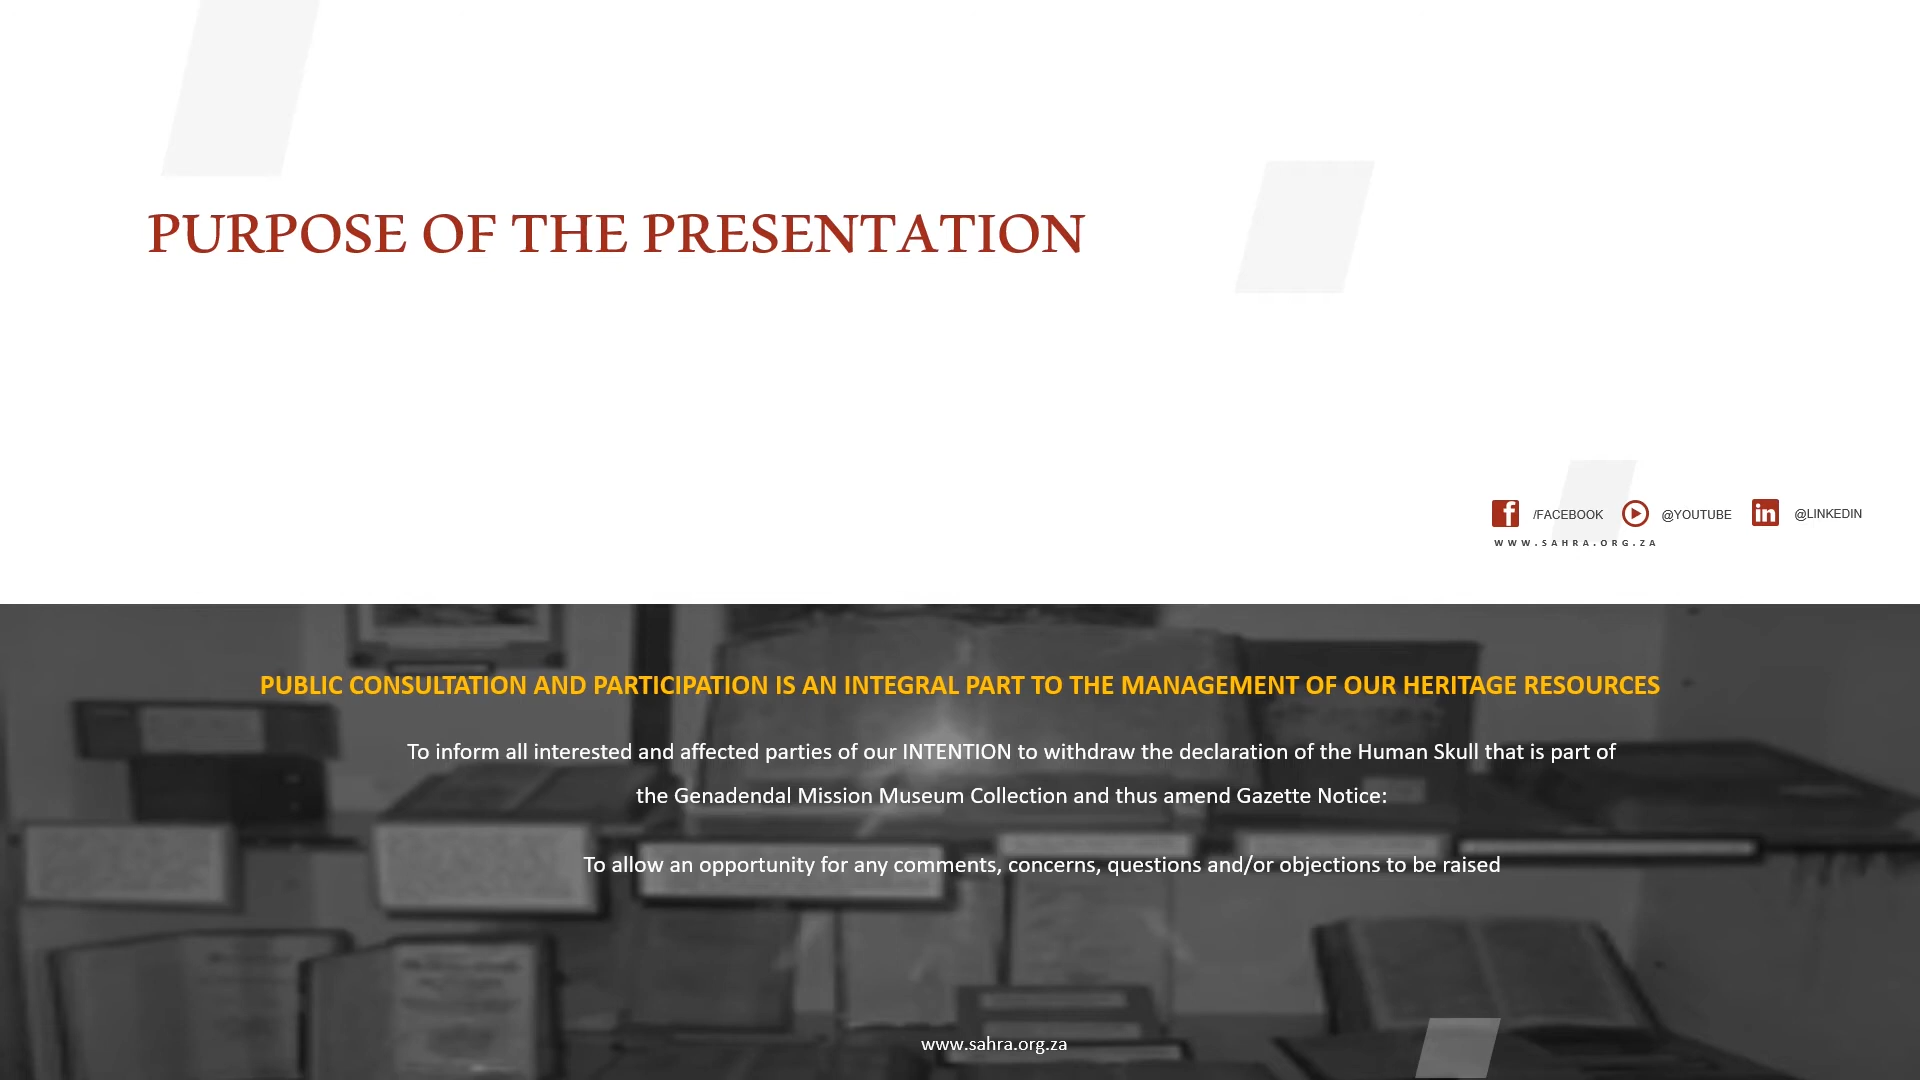 PURPOSE OF THE PRESENTATION
/FACEBOOK @YOUTUBE @LINKEDIN
WWW.SAHRA.ORG.ZA
PUBLIC CONSULTATION AND PARTICIPATION IS AN INTEGRAL PART TO THE MANAGEMENT OF OUR HERITAGE RESOURCES
To inform all interested and affected parties of our INTENTION to withdraw the declaration of the Human Skull that is part of
the Genadendal Mission Museum Collection and thus amend Gazette Notice:
To allow an opportunity for any comments, concerns, questions and/or objections to be raised
www.sahra.org.za